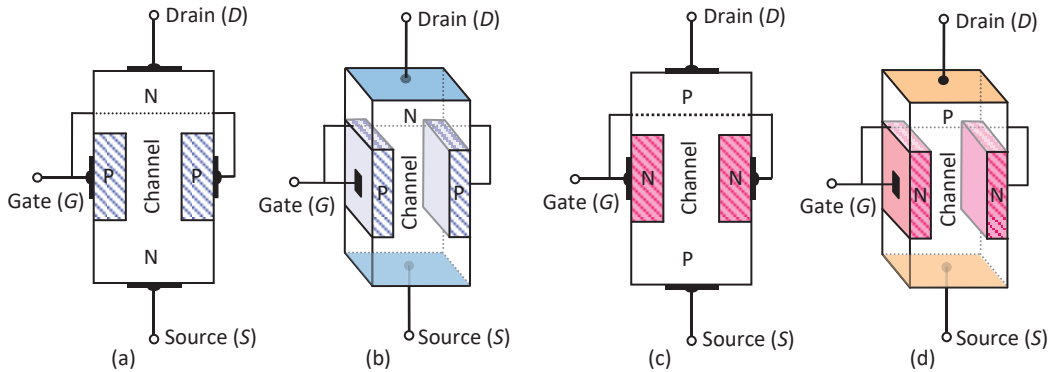 Drain (D)
N
P
Channel
P
Gate (G)
N
Source (S)
(a)
Drain (D)
N
P
Channel
P
Gate (G)
Source (S)
(b)
Drain (D)
P
N
Channel
N
Gate (G)
P
Source (S)
(c)
Drain (D)
P
N
Channel
N
Gate (G)
Source (S)
(d)